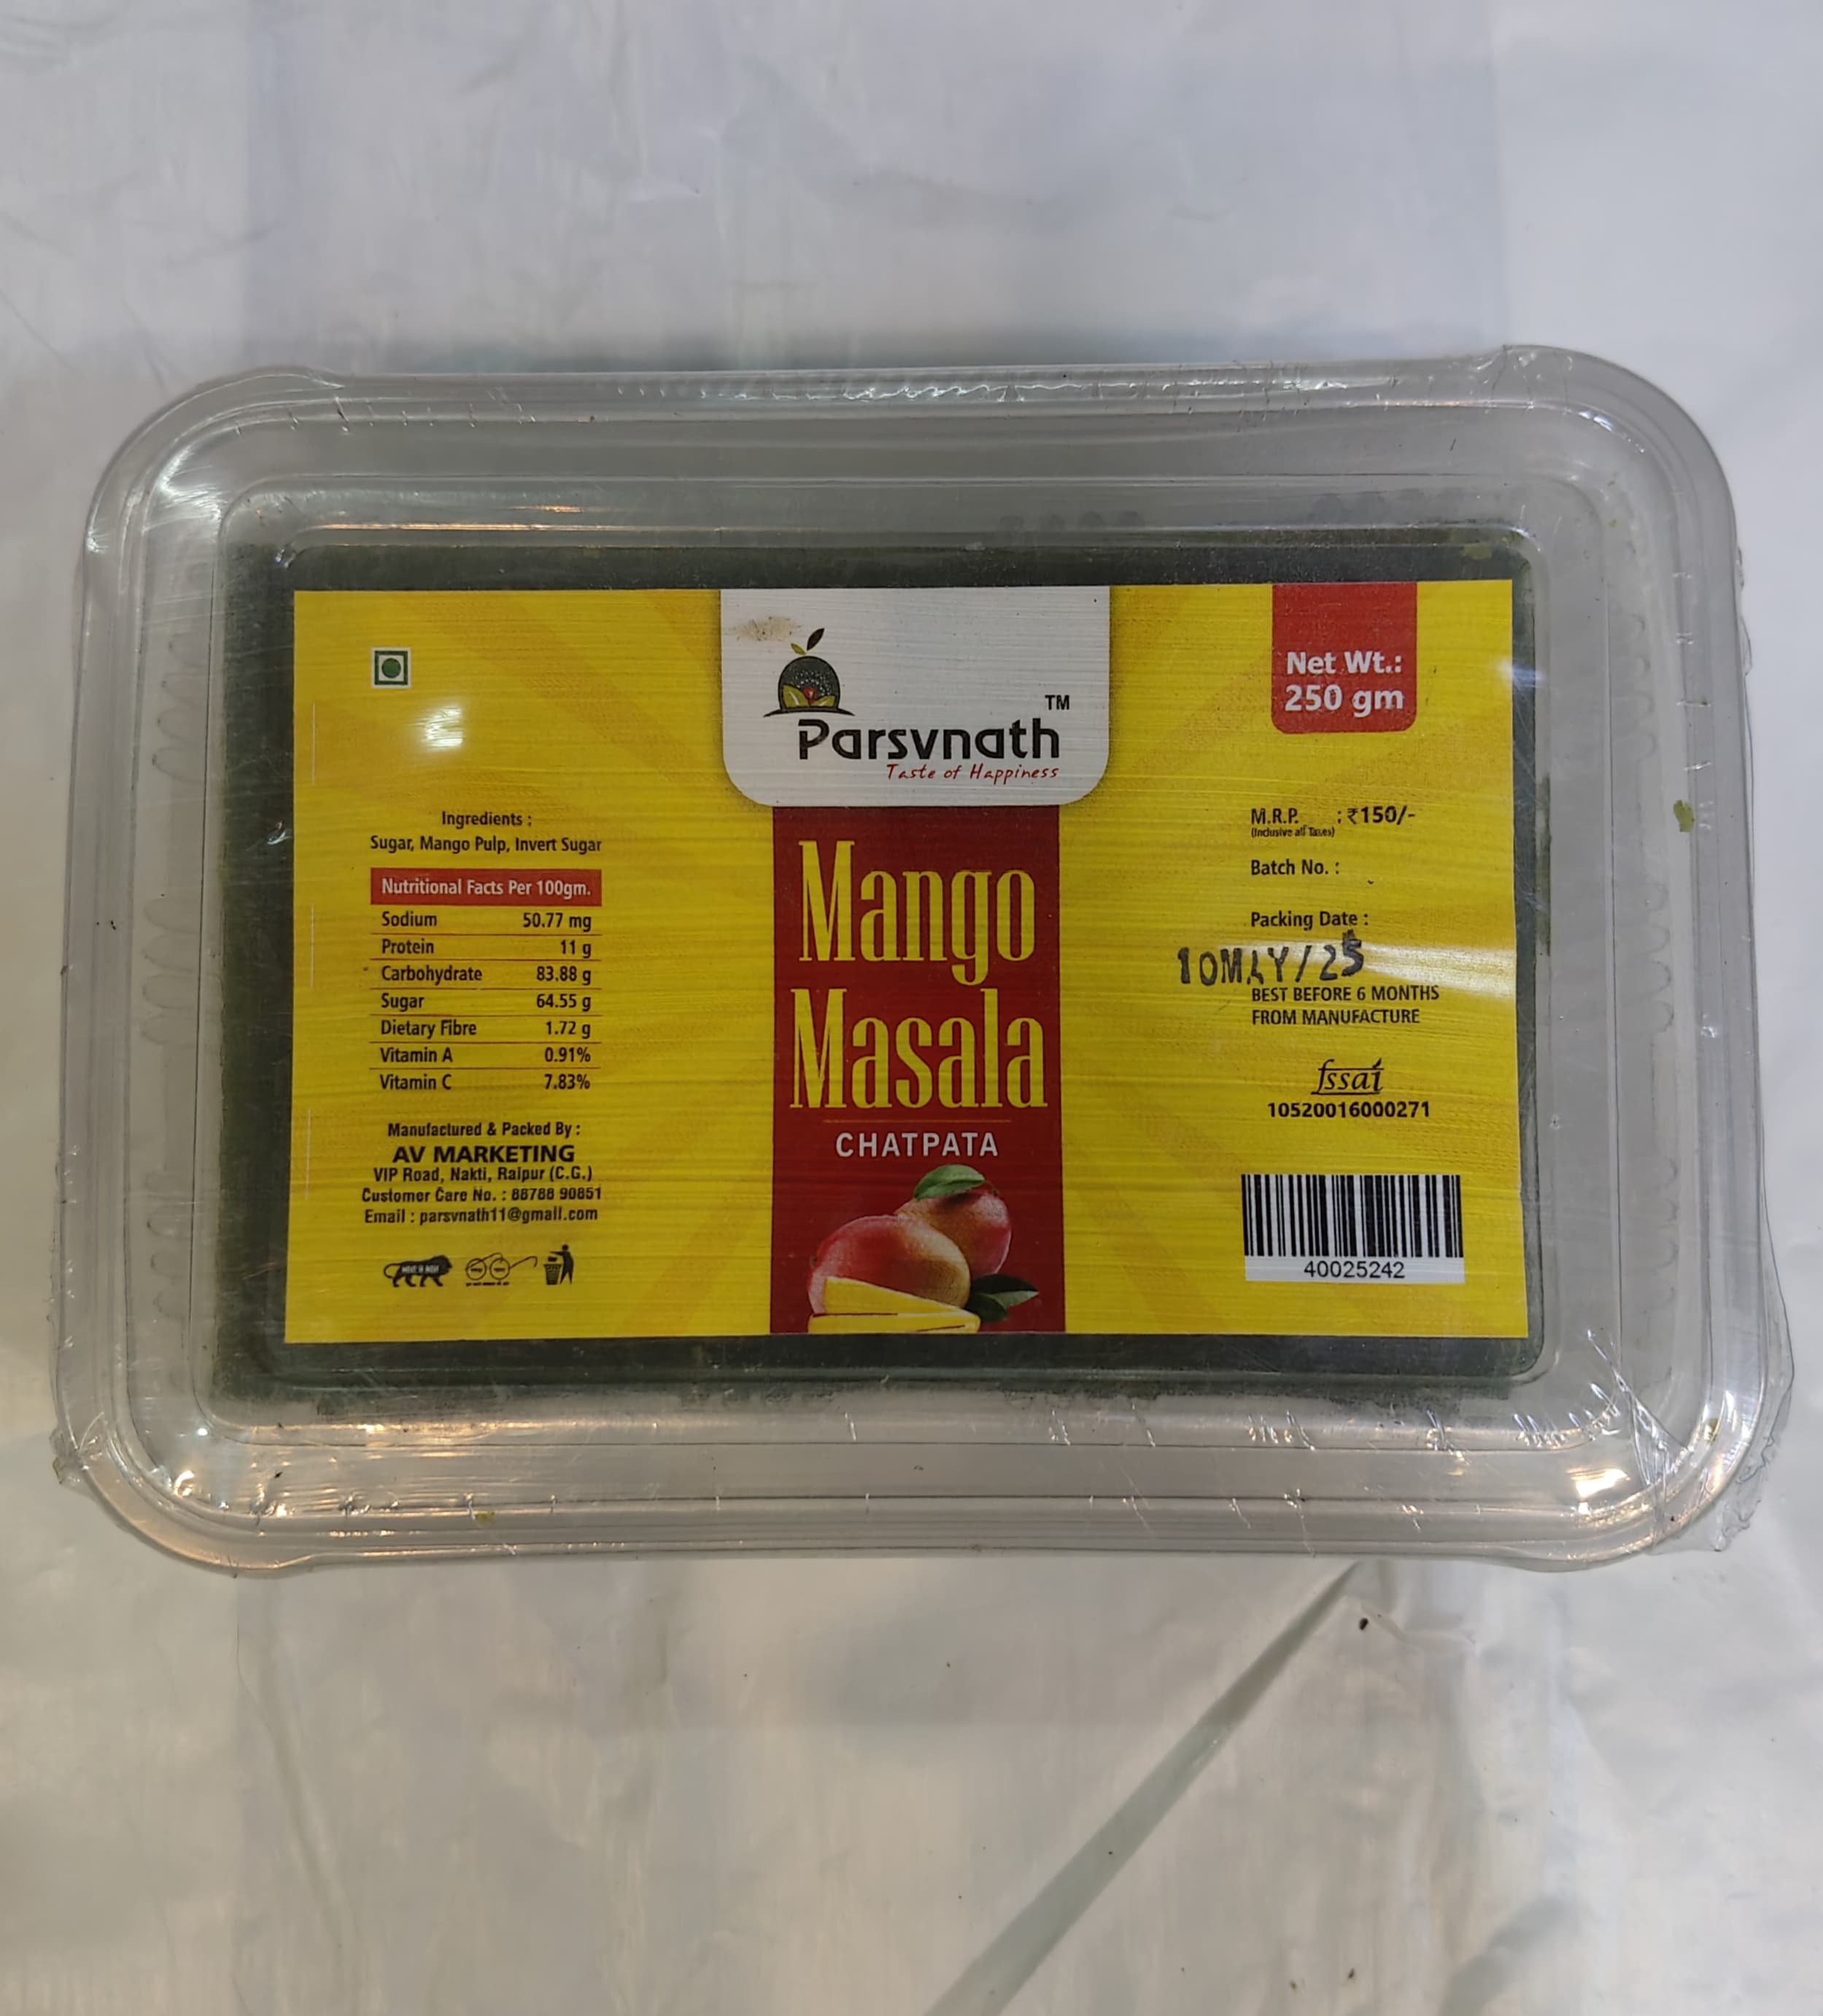 Parsvnath
TM
Taste of Happiness
Net Wt.:
250 gm
Ingredients :
Sugar, Mango Pulp, Invert Sugar
Nutritional Facts Per 100gm.
Sodium 50.77 mg
Protein 11 g
Carbohydrate 83.88 g
Sugar 64.55 g
Dietary Fibre 1.72 g
Vitamin A 0.91%
Vitamin C 7.83%
Manufactured & Packed By :
AV MARKETING
VIP Road, Nakti, Raipur (C.G.)
Customer Care No. : 88788 90851
Email : parsvnath11@gmail.com
Mango
Masala
CHATPATA
M.R.P. : ₹150/-
(Inclusive all Taxes)
Batch No. :
Packing Date :
10MAY/25
BEST BEFORE 6 MONTHS
FROM MANUFACTURE
fssai
10520016000271
40025242